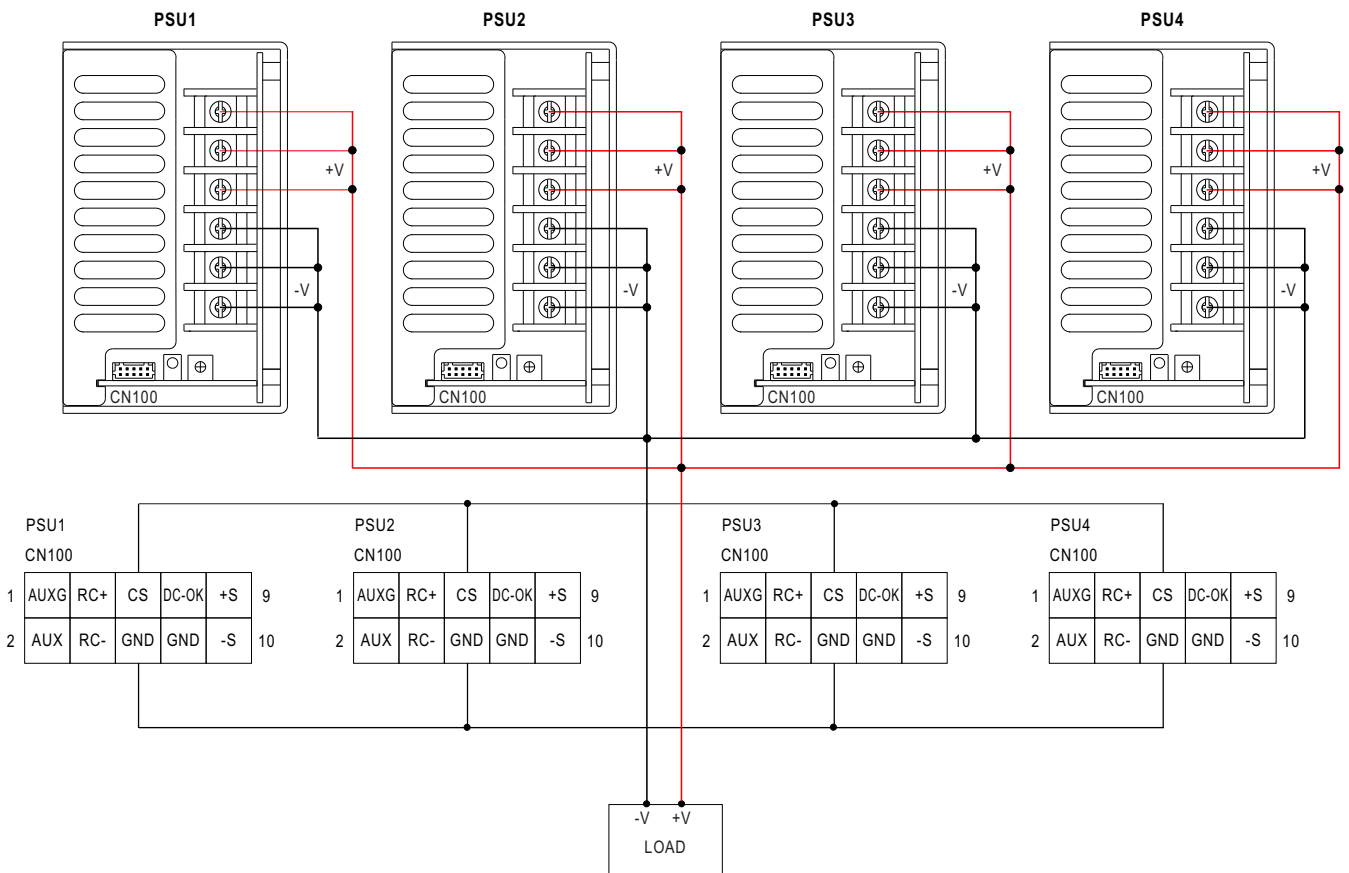 PSU1 PSU2 PSU3 PSU4
+V +V +V +V
-V -V -V -V
CN100 CN100 CN100 CN100
PSU1 PSU2 PSU3 PSU4
CN100 CN100 CN100 CN100
1 AUXG RC+ CS DC-OK +S 9 1 AUXG RC+ CS DC-OK +S 9 1 AUXG RC+ CS DC-OK +S 9 1 AUXG RC+ CS DC-OK +S 9
2 AUX RC- GND GND -S 10 2 AUX RC- GND GND -S 10 2 AUX RC- GND GND -S 10 2 AUX RC- GND GND -S 10
-V +V
LOAD